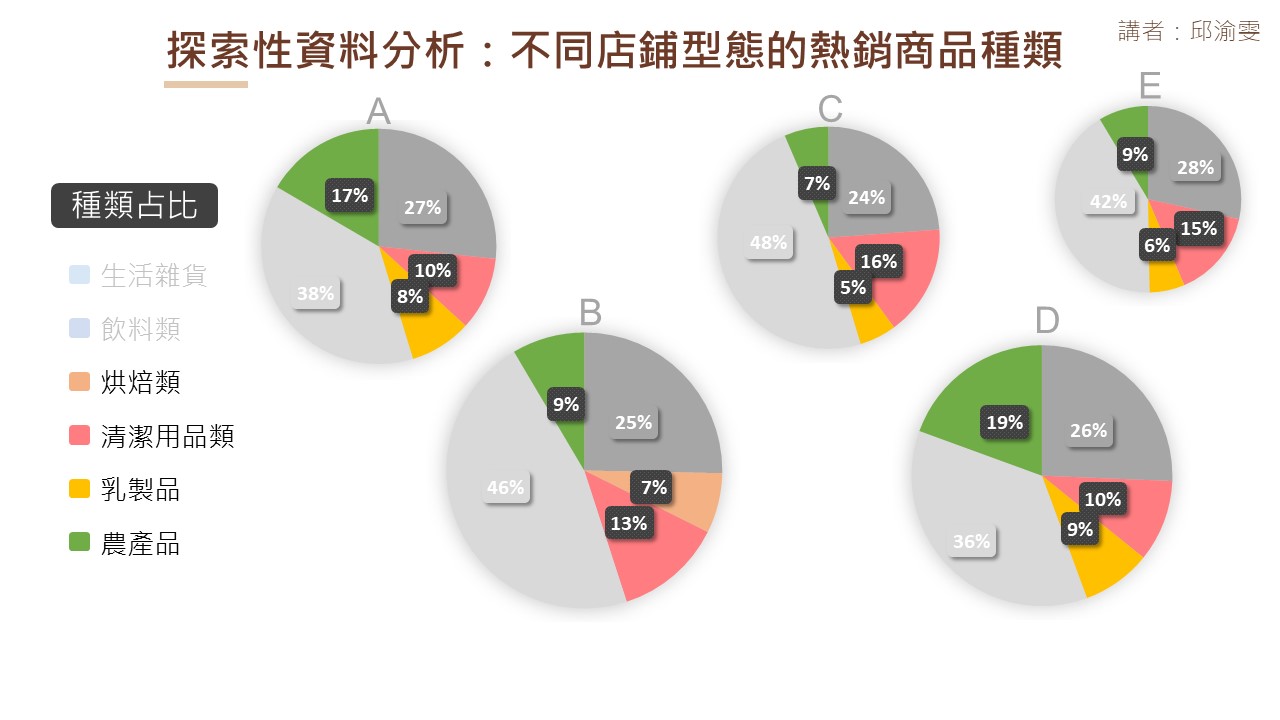 探索性資料分析：不同店鋪型態的熱銷商品種類
講者：邱渝雯
種類占比
生活雜貨
飲料類
烘焙類
清潔用品類
乳製品
農產品
A
17%
27%
10%
8%
38%
B
9%
25%
46%
7%
13%
C
7%
24%
48%
16%
5%
D
19%
26%
10%
9%
36%
E
9%
28%
42%
15%
6%